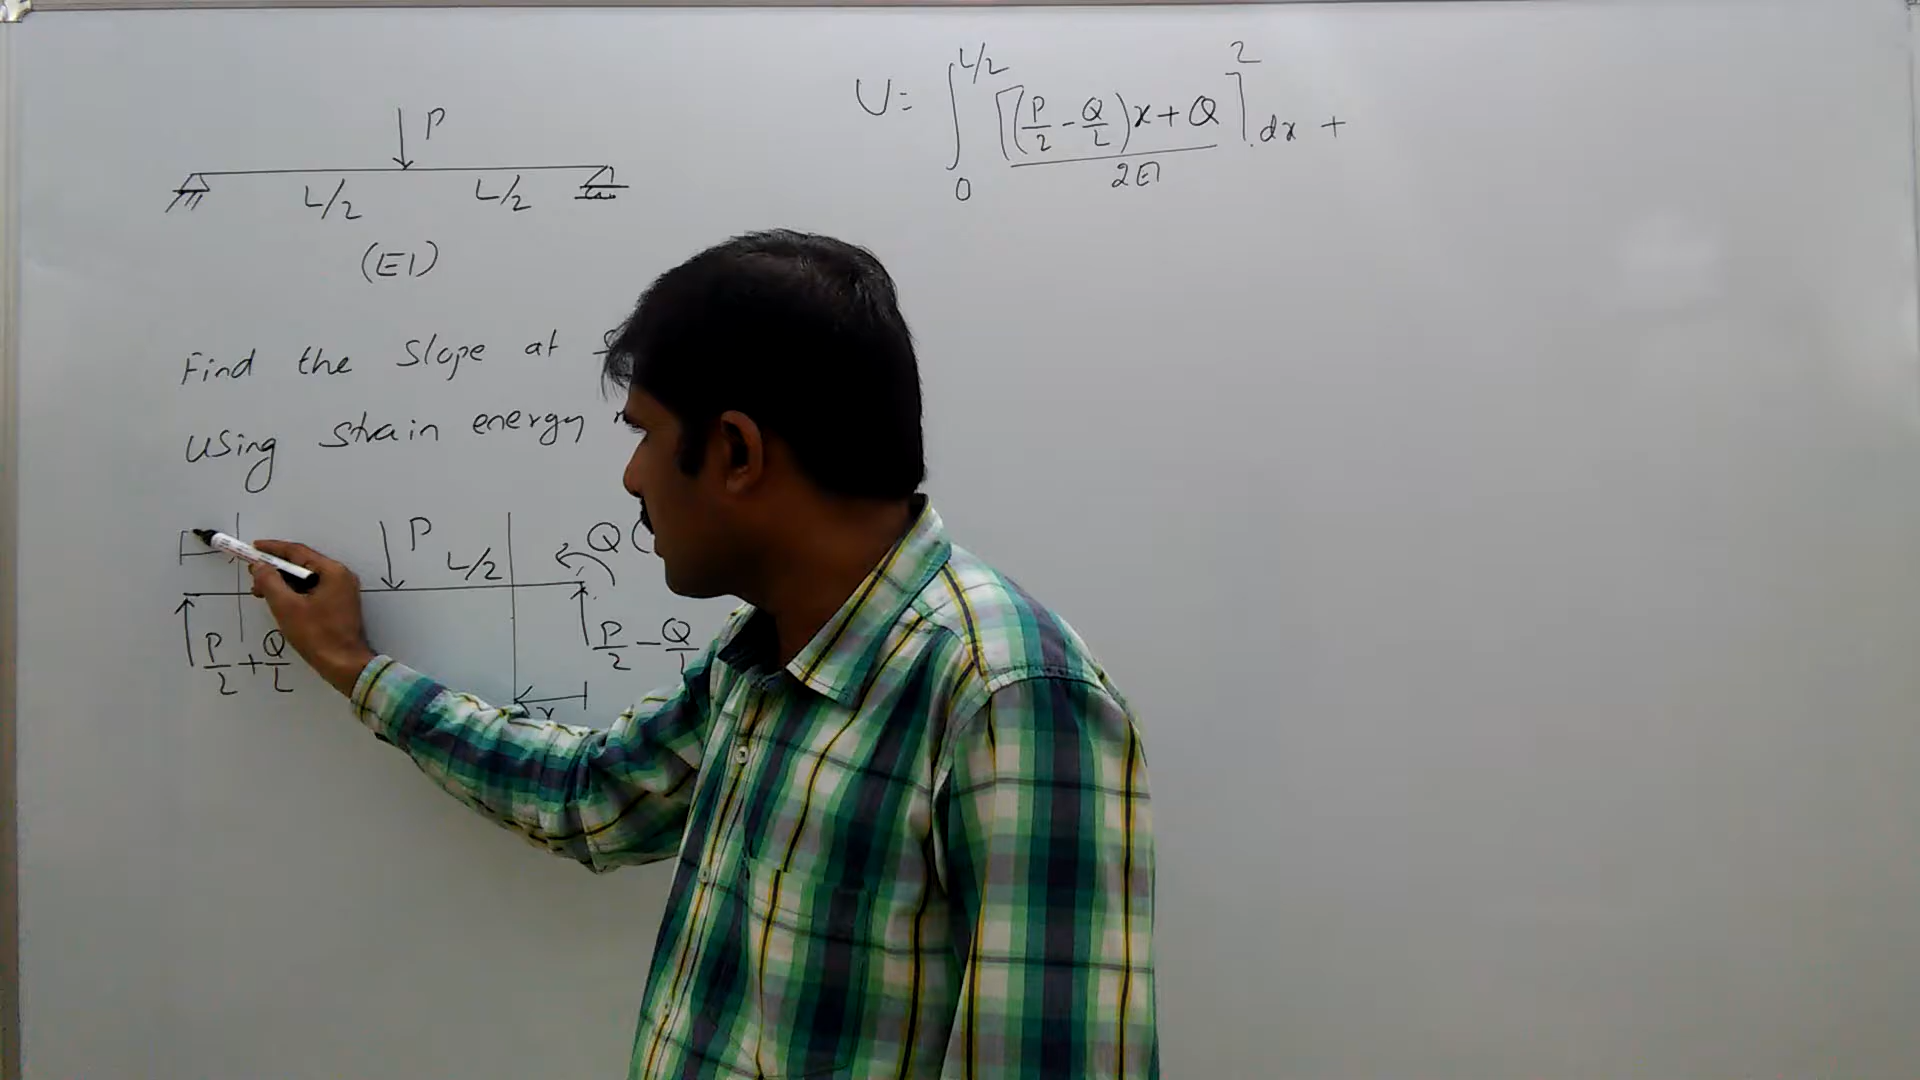 P
L/2 L/2
(EI)
Find the Slope at
Using Strain energy
P L/2 Q (
P/2 + Q/L P/2 - Q/L
x
U = ∫₀^{L/2} [(P/2 - Q/L)x + Q]² / 2EI . dx +